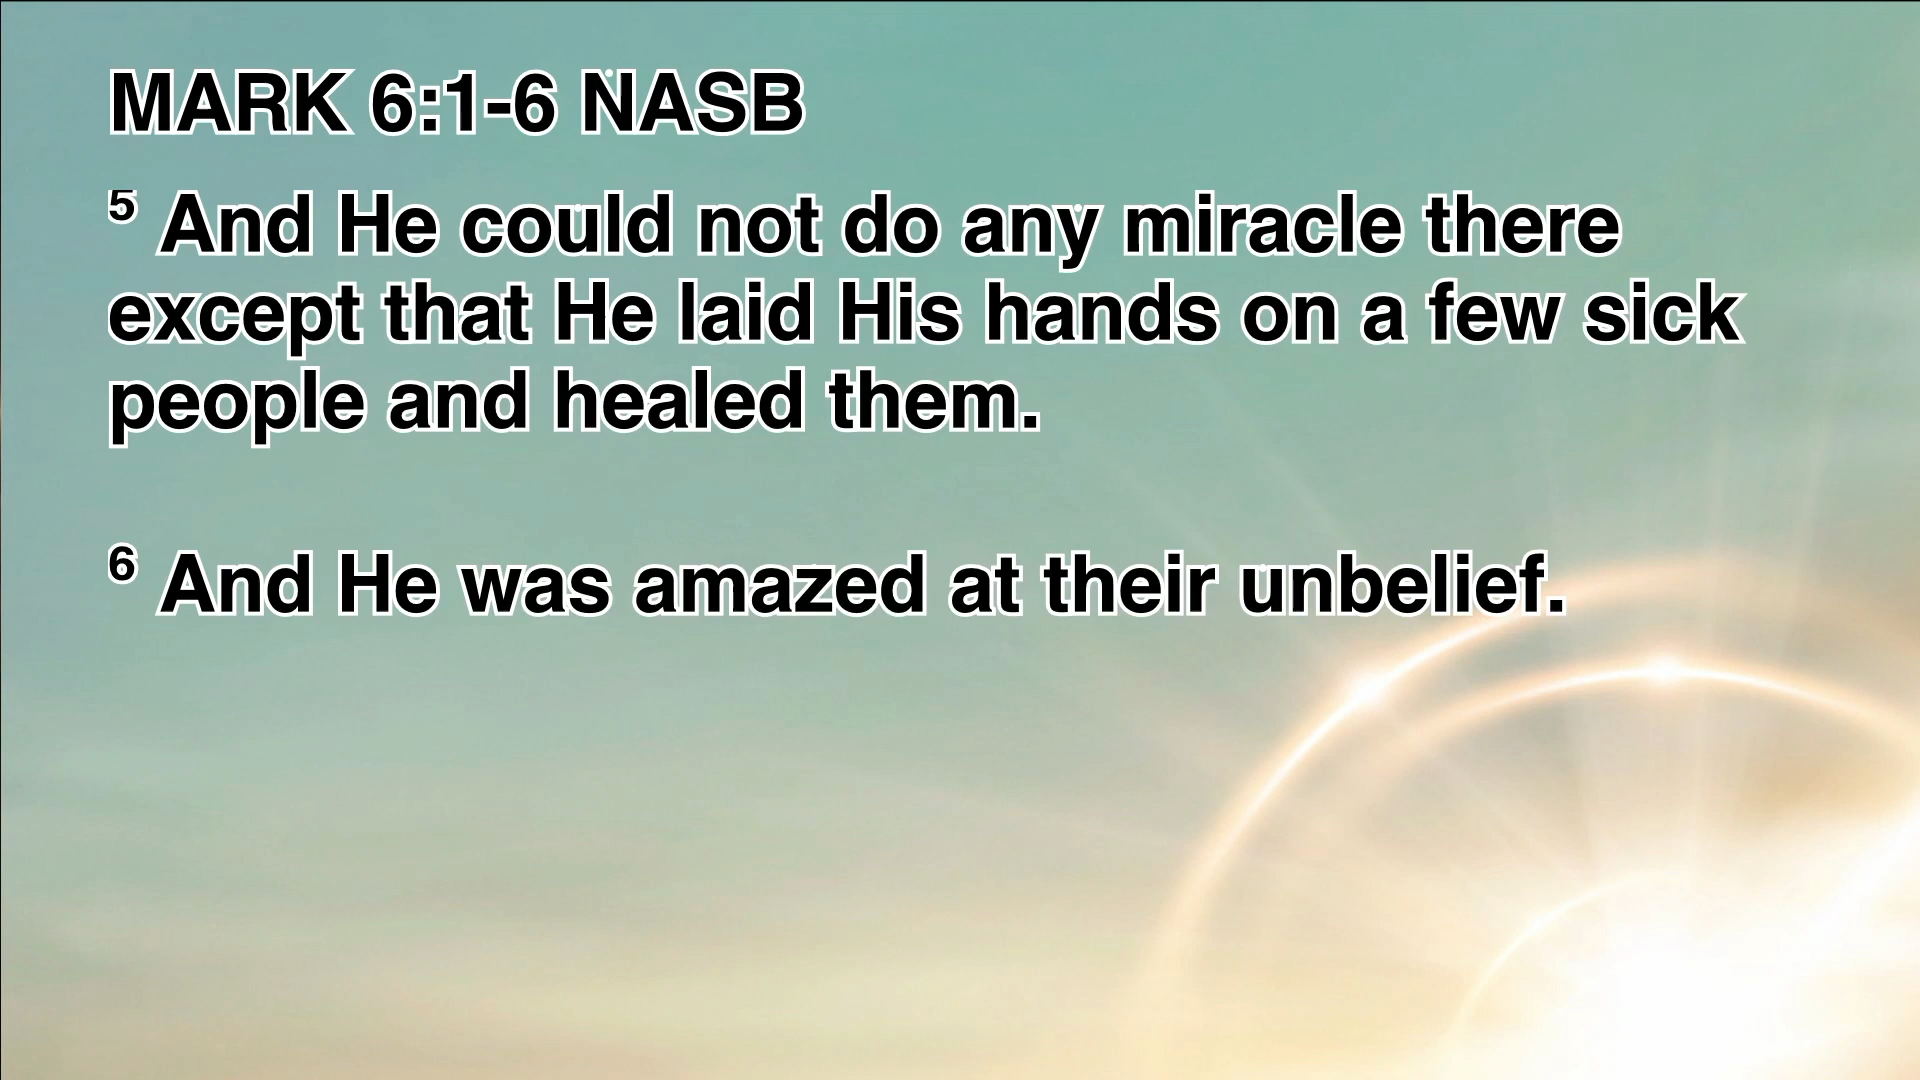 MARK 6:1-6 NASB
5 And He could not do any miracle there
except that He laid His hands on a few sick
people and healed them.
6 And He was amazed at their unbelief.